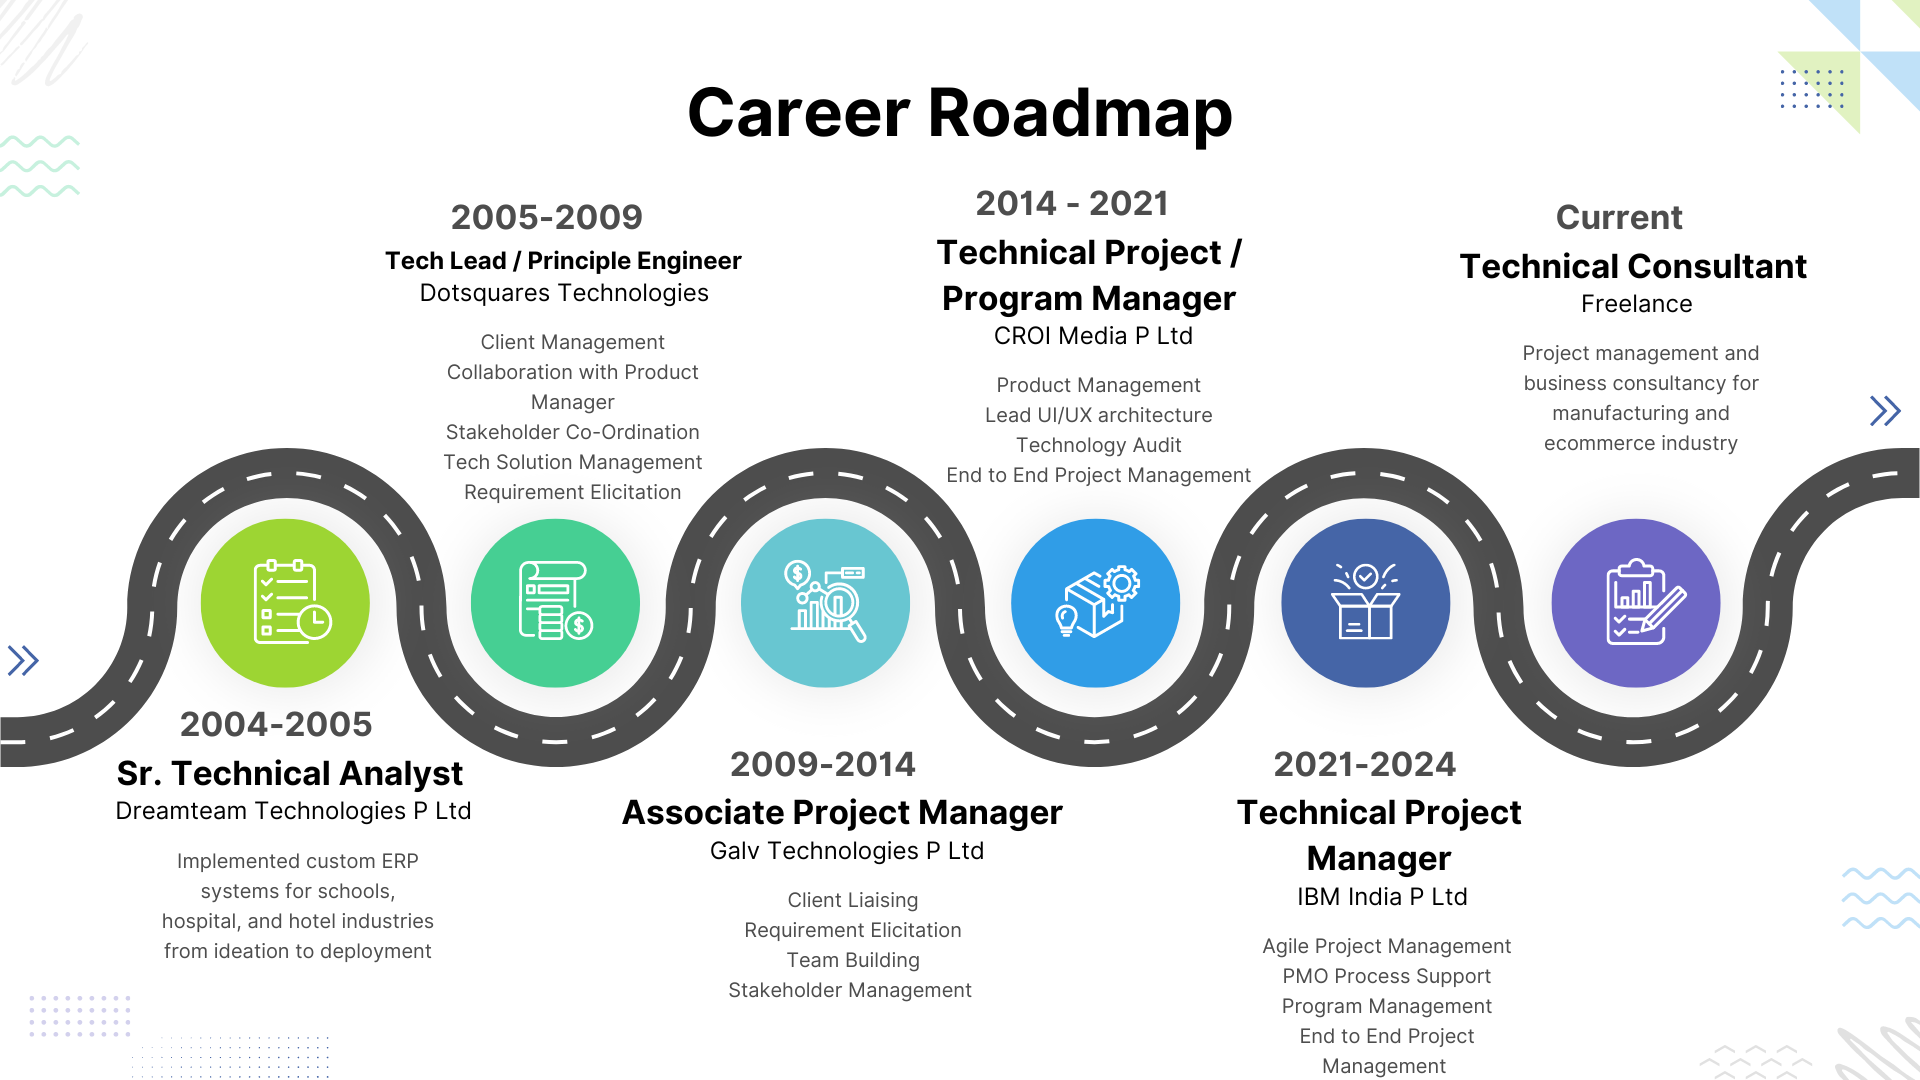 Career Roadmap
2004-2005
Sr. Technical Analyst
Dreamteam Technologies P Ltd
Implemented custom ERP
systems for schools,
hospital, and hotel industries
from ideation to deployment
2005-2009
Tech Lead / Principle Engineer
Dotsquares Technologies
Client Management
Collaboration with Product
Manager
Stakeholder Co-Ordination
Tech Solution Management
Requirement Elicitation
2009-2014
Associate Project Manager
Galv Technologies P Ltd
Client Liaising
Requirement Elicitation
Team Building
Stakeholder Management
2014 - 2021
Technical Project /
Program Manager
CROI Media P Ltd
Product Management
Lead UI/UX architecture
Technology Audit
End to End Project Management
2021-2024
Technical Project
Manager
IBM India P Ltd
Agile Project Management
PMO Process Support
Program Management
End to End Project
Management
Current
Technical Consultant
Freelance
Project management and
business consultancy for
manufacturing and
ecommerce industry